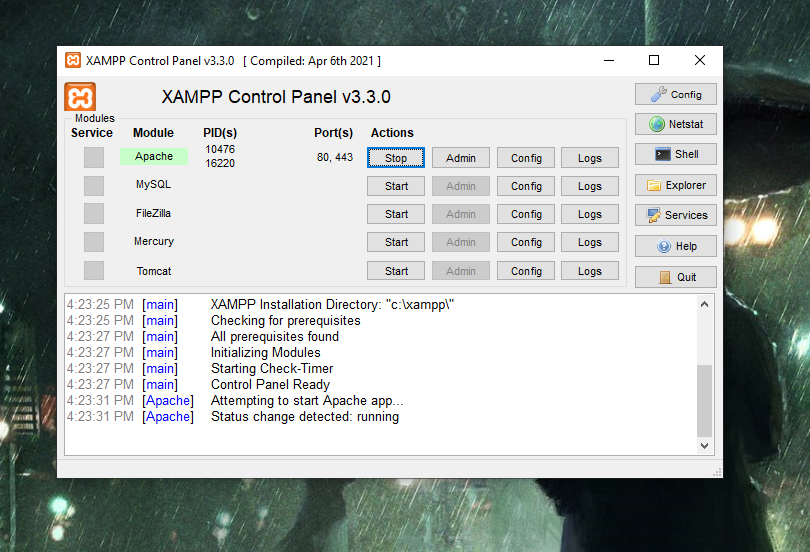 XAMPP Control Panel v3.3.0 [ Compiled: Apr 6th 2021 ]
XAMPP Control Panel v3.3.0
Config
Modules
Netstat
Service Module PID(s) Port(s) Actions
Apache 10476 16220 80, 443 Stop Admin Config Logs
Shell
MySQL Start Admin Config Logs
Explorer
FileZilla Start Admin Config Logs
Services
Mercury Start Admin Config Logs
Help
Tomcat Start Admin Config Logs
Quit
4:23:25 PM [main] XAMPP Installation Directory: "c:\xampp\"
4:23:25 PM [main] Checking for prerequisites
4:23:27 PM [main] All prerequisites found
4:23:27 PM [main] Initializing Modules
4:23:27 PM [main] Starting Check-Timer
4:23:27 PM [main] Control Panel Ready
4:23:31 PM [Apache] Attempting to start Apache app...
4:23:31 PM [Apache] Status change detected: running